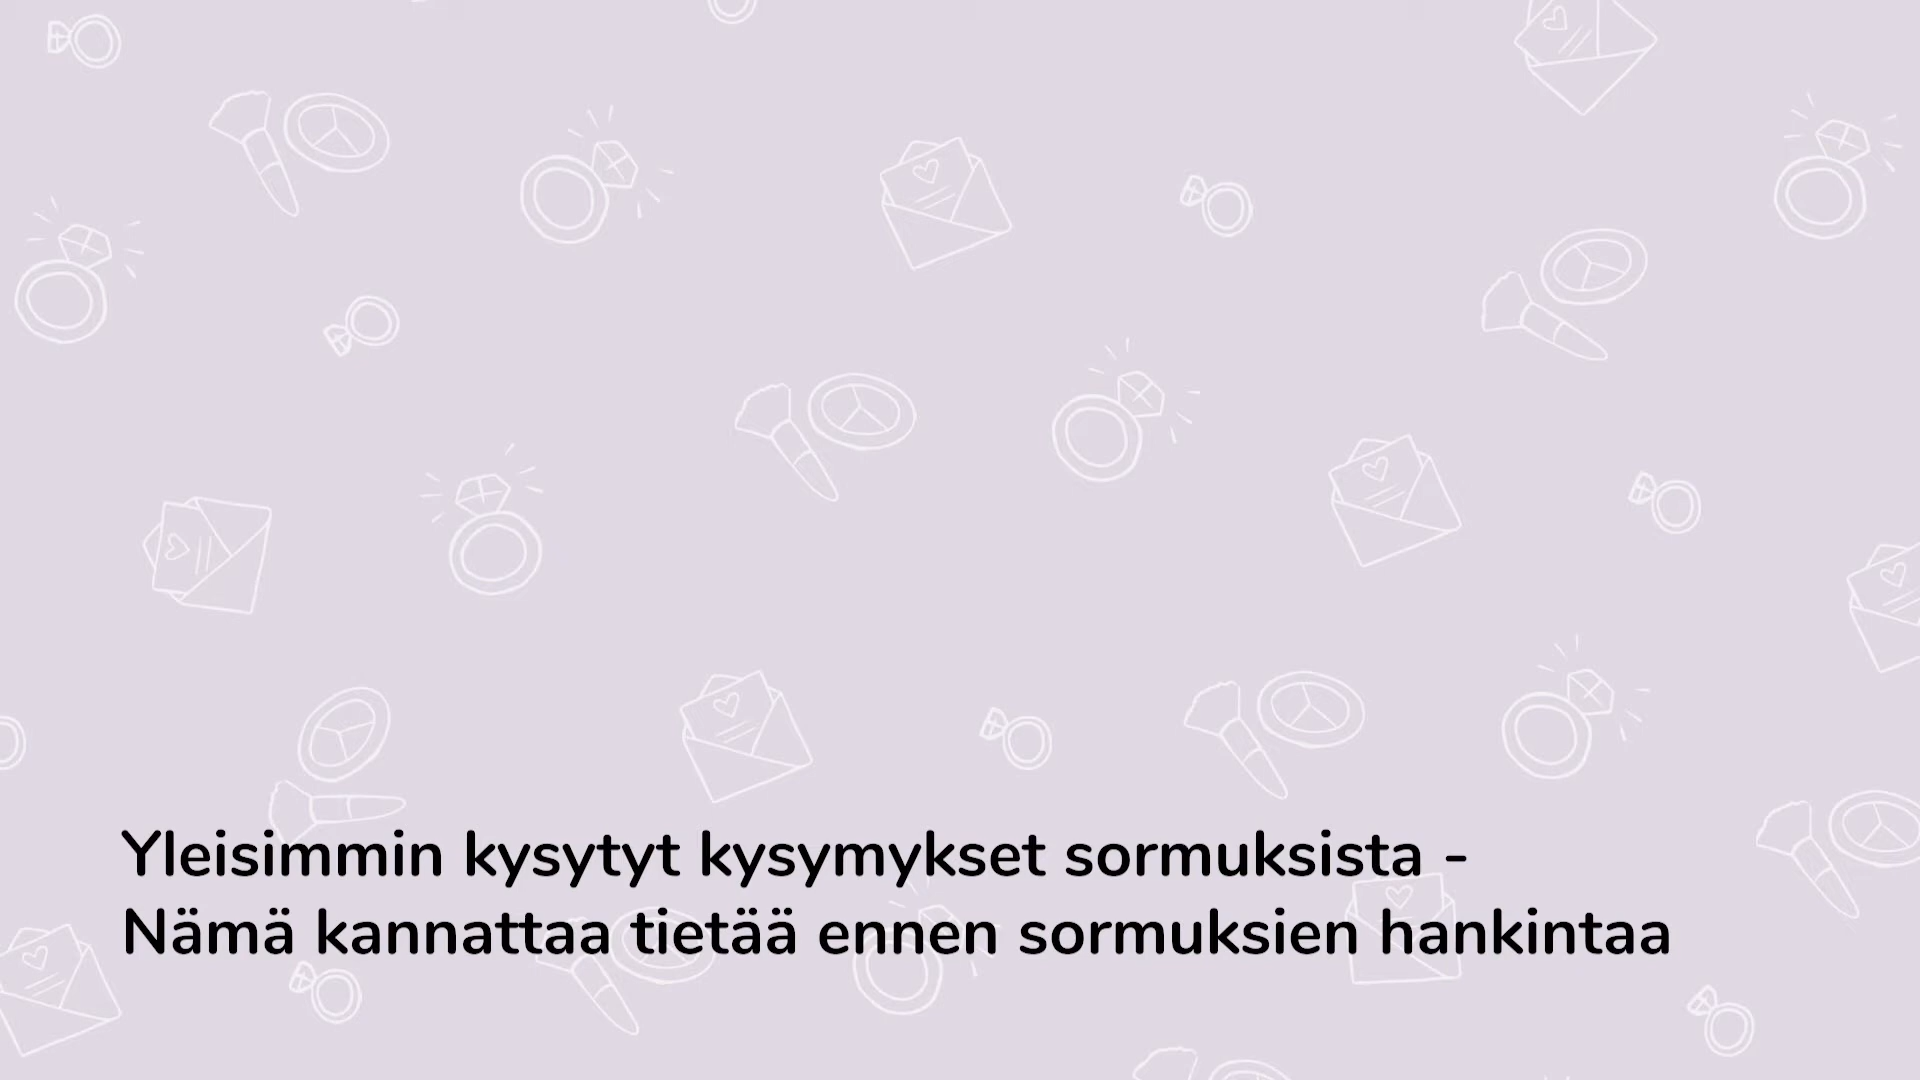 Yleisimmin kysytyt kysymykset sormuksista -
Nämä kannattaa tietää ennen sormuksien hankintaa